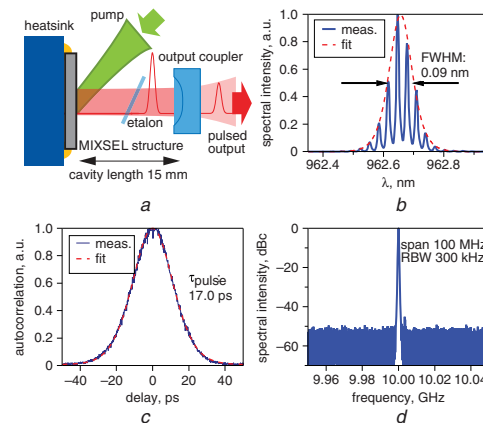 heatsink
pump
output coupler
etalon
pulsed
output
MIXSEL structure
cavity length 15 mm
a
spectral intensity, a.u.
1.0
0.8
0.6
0.4
0.2
0
meas.
fit
FWHM:
0.09 nm
962.4
962.6
962.8
λ, nm
b
autocorrelation, a.u.
1.0
0.8
0.6
0.4
0.2
0
meas.
fit
τpulse
17.0 ps
–40
–20
0
20
40
delay, ps
c
spectral intensity, dBc
0
–20
–40
–60
span 100 MHz
RBW 300 kHz
9.96
9.98
10.00
10.02
10.04
frequency, GHz
d